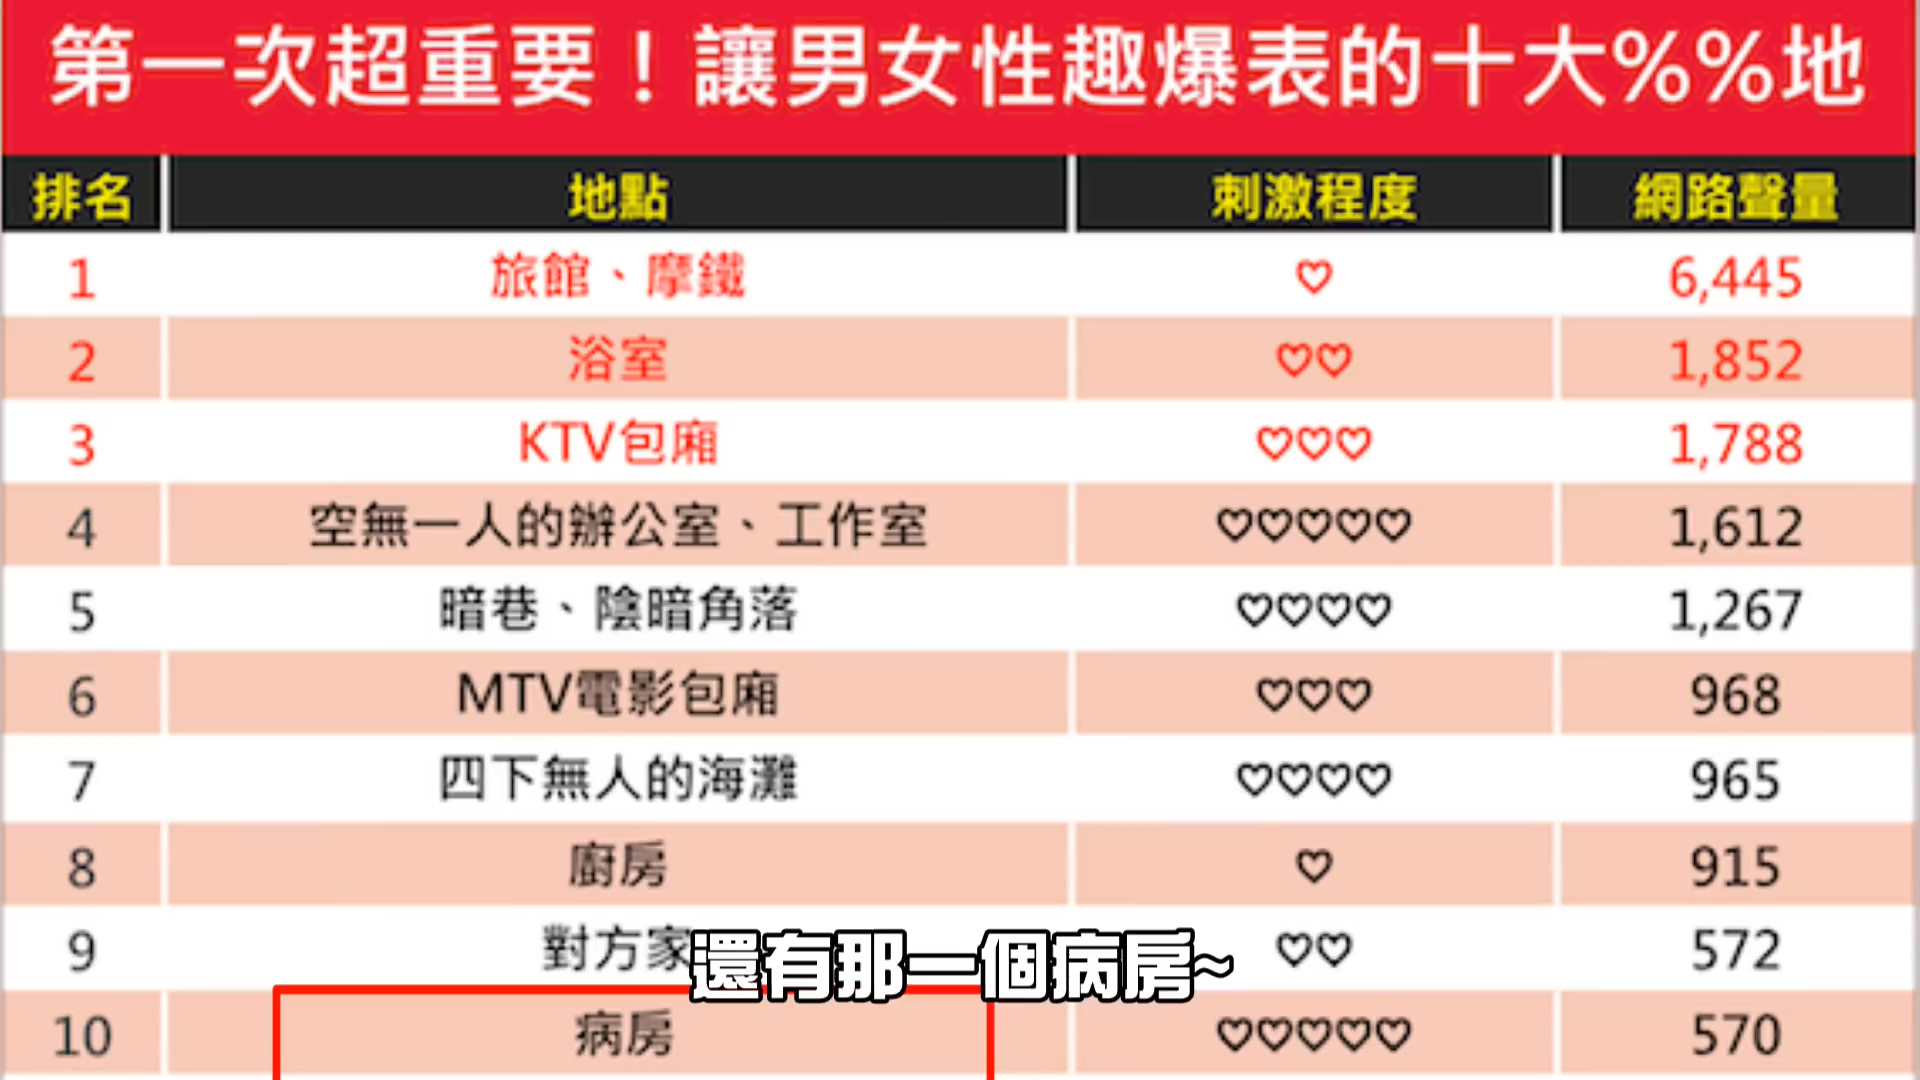 第一次超重要！讓男女性趣爆表的十大%%地
排名 地點 刺激程度 網路聲量
1 旅館、摩鐵 ♡ 6,445
2 浴室 ♡♡ 1,852
3 KTV包廂 ♡♡♡ 1,788
4 空無一人的辦公室、工作室 ♡♡♡♡♡ 1,612
5 暗巷、陰暗角落 ♡♡♡♡ 1,267
6 MTV電影包廂 ♡♡♡ 968
7 四下無人的海灘 ♡♡♡♡ 965
8 廚房 ♡ 915
9 對方家 ♡♡ 572
還有那一個病房~
10 病房 ♡♡♡♡♡ 570